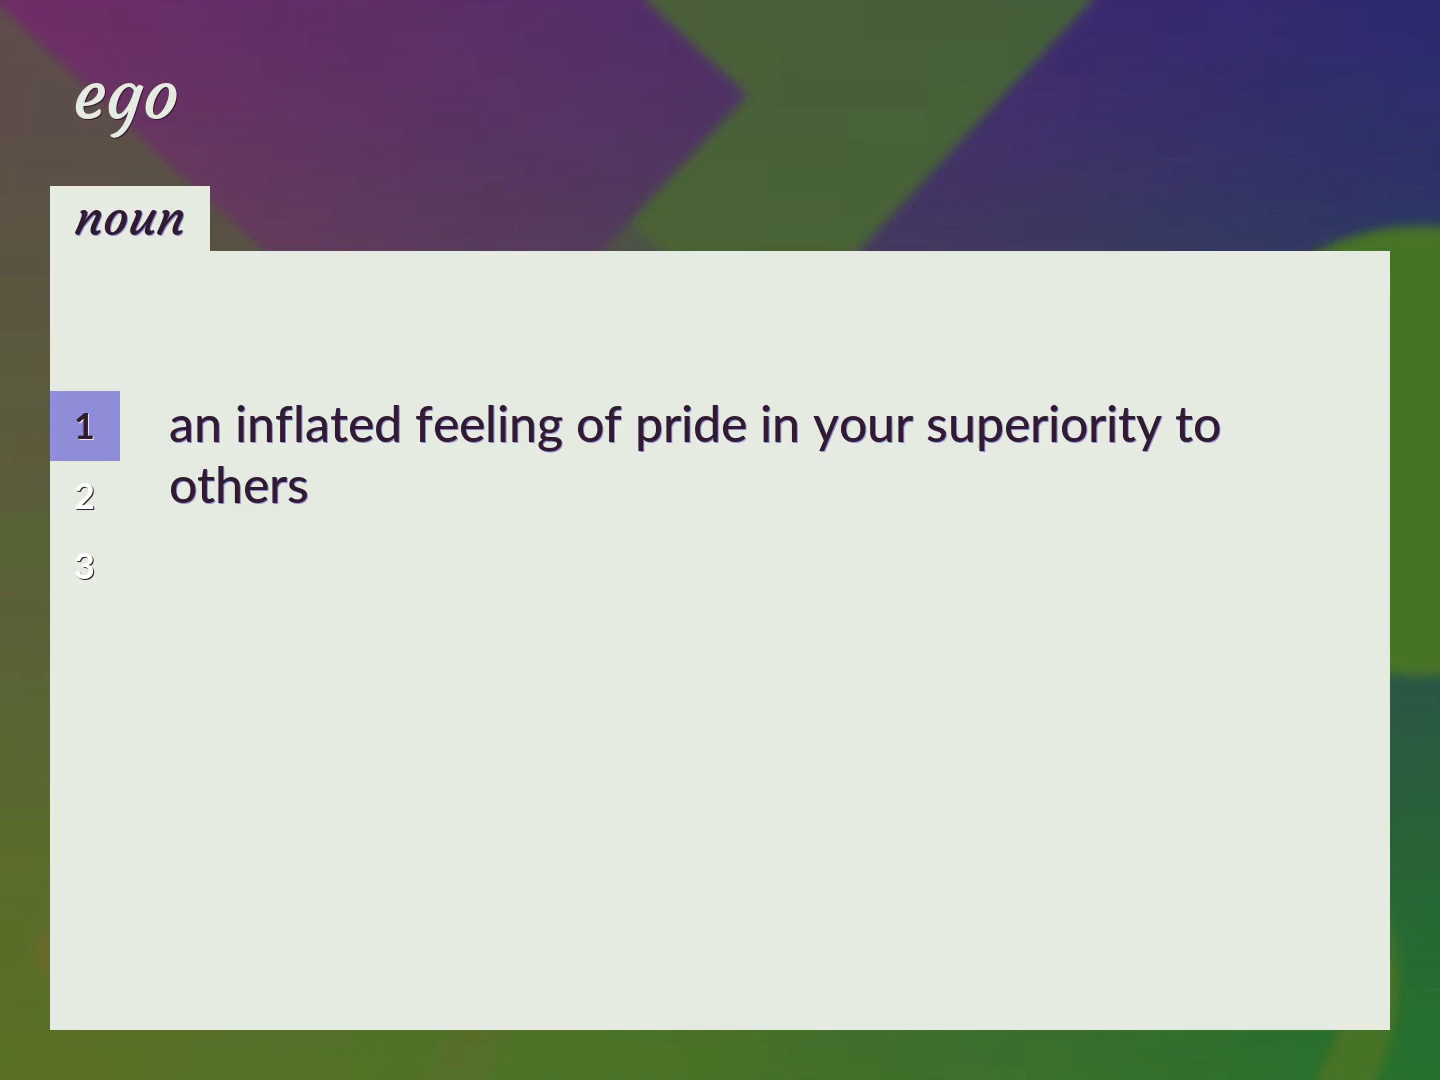 ego
noun
1
an inflated feeling of pride in your superiority to
others
2
3